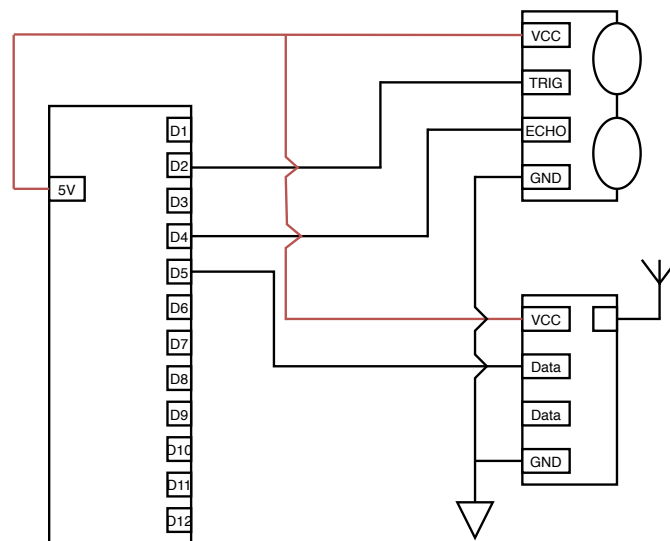 VCC
TRIG
ECHO
GND
5V
D1
D2
D3
D4
D5
D6
D7
D8
D9
D10
D11
D12
VCC
Data
Data
GND